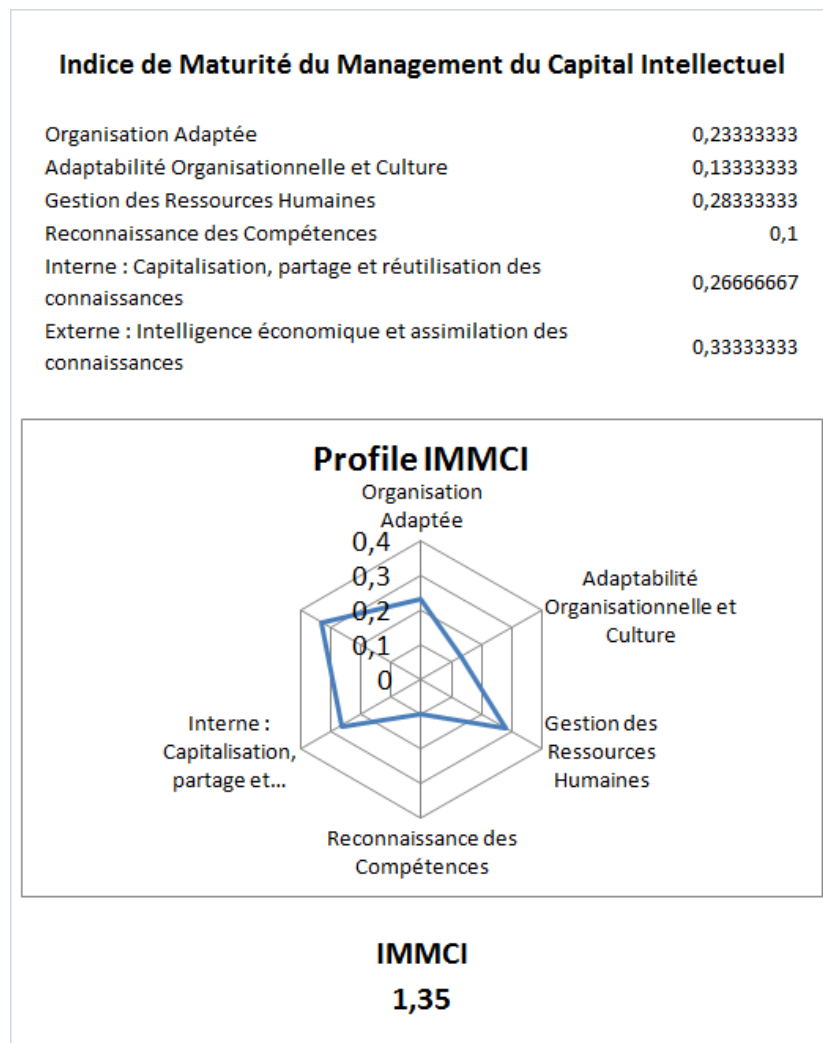 Indice de Maturité du Management du Capital Intellectuel
Organisation Adaptée 0,23333333
Adaptabilité Organisationnelle et Culture 0,13333333
Gestion des Ressources Humaines 0,28333333
Reconnaissance des Compétences 0,1
Interne : Capitalisation, partage et réutilisation des
connaissances 0,26666667
Externe : Intelligence économique et assimilation des
connaissances 0,33333333
Profile IMMCI
Organisation
Adaptée
0,4
0,3
0,2
0,1
0
Adaptabilité
Organisationnelle et
Culture
Gestion des
Ressources
Humaines
Reconnaissance des
Compétences
Interne :
Capitalisation,
partage et...
IMMCI
1,35